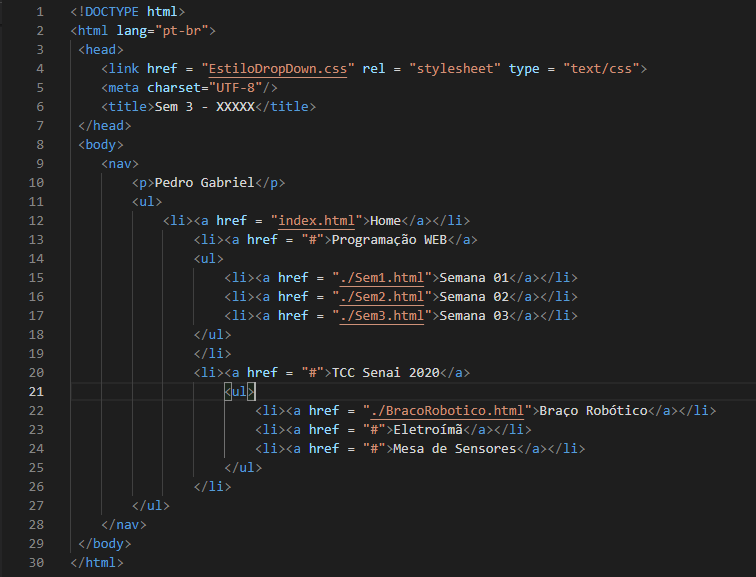 1 <!DOCTYPE html>
2 <html lang="pt-br">
3 <head>
4 <link href = "EstiloDropDown.css" rel = "stylesheet" type = "text/css">
5 <meta charset="UTF-8"/>
6 <title>Sem 3 - XXXXX</title>
7 </head>
8 <body>
9 <nav>
10 <p>Pedro Gabriel</p>
11 <ul>
12 <li><a href = "index.html">Home</a></li>
13 <li><a href = "#">Programação WEB</a>
14 <ul>
15 <li><a href = "./Sem1.html">Semana 01</a></li>
16 <li><a href = "./Sem2.html">Semana 02</a></li>
17 <li><a href = "./Sem3.html">Semana 03</a></li>
18 </ul>
19 </li>
20 <li><a href = "#">TCC Senai 2020</a>
21 <ul>
22 <li><a href = "./BracoRobotico.html">Braço Robótico</a></li>
23 <li><a href = "#">Eletroímã</a></li>
24 <li><a href = "#">Mesa de Sensores</a></li>
25 </ul>
26 </li>
27 </ul>
28 </nav>
29 </body>
30 </html>